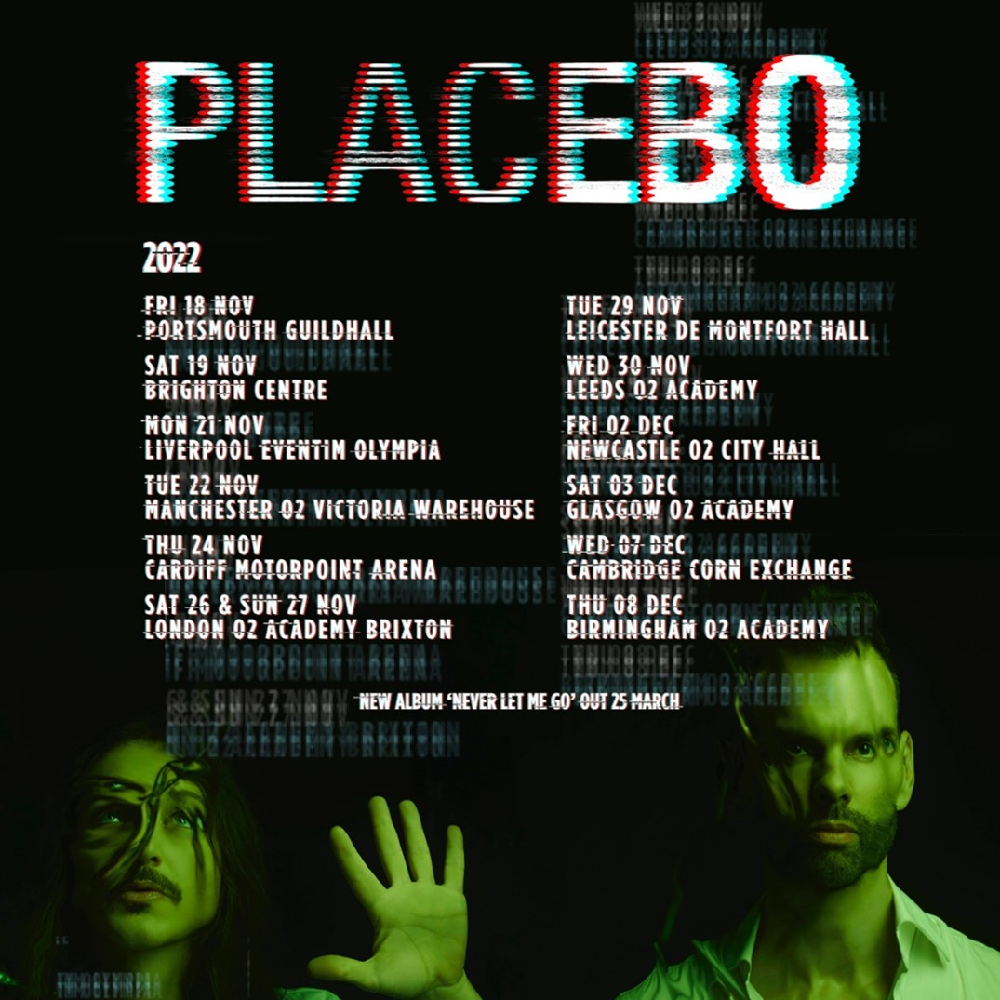 PLACEBO
2022
FRI 18 NOV
PORTSMOUTH GUILDHALL
SAT 19 NOV
BRIGHTON CENTRE
MON 21 NOV
LIVERPOOL EVENTIM OLYMPIA
TUE 22 NOV
MANCHESTER O2 VICTORIA WAREHOUSE
THU 24 NOV
CARDIFF MOTORPOINT ARENA
SAT 26 & SUN 27 NOV
LONDON O2 ACADEMY BRIXTON
TUE 29 NOV
LEICESTER DE MONTFORT HALL
WED 30 NOV
LEEDS O2 ACADEMY
FRI 02 DEC
NEWCASTLE O2 CITY HALL
SAT 03 DEC
GLASGOW O2 ACADEMY
WED 07 DEC
CAMBRIDGE CORN EXCHANGE
THU 08 DEC
BIRMINGHAM O2 ACADEMY
NEW ALBUM ‘NEVER LET ME GO’ OUT 25 MARCH